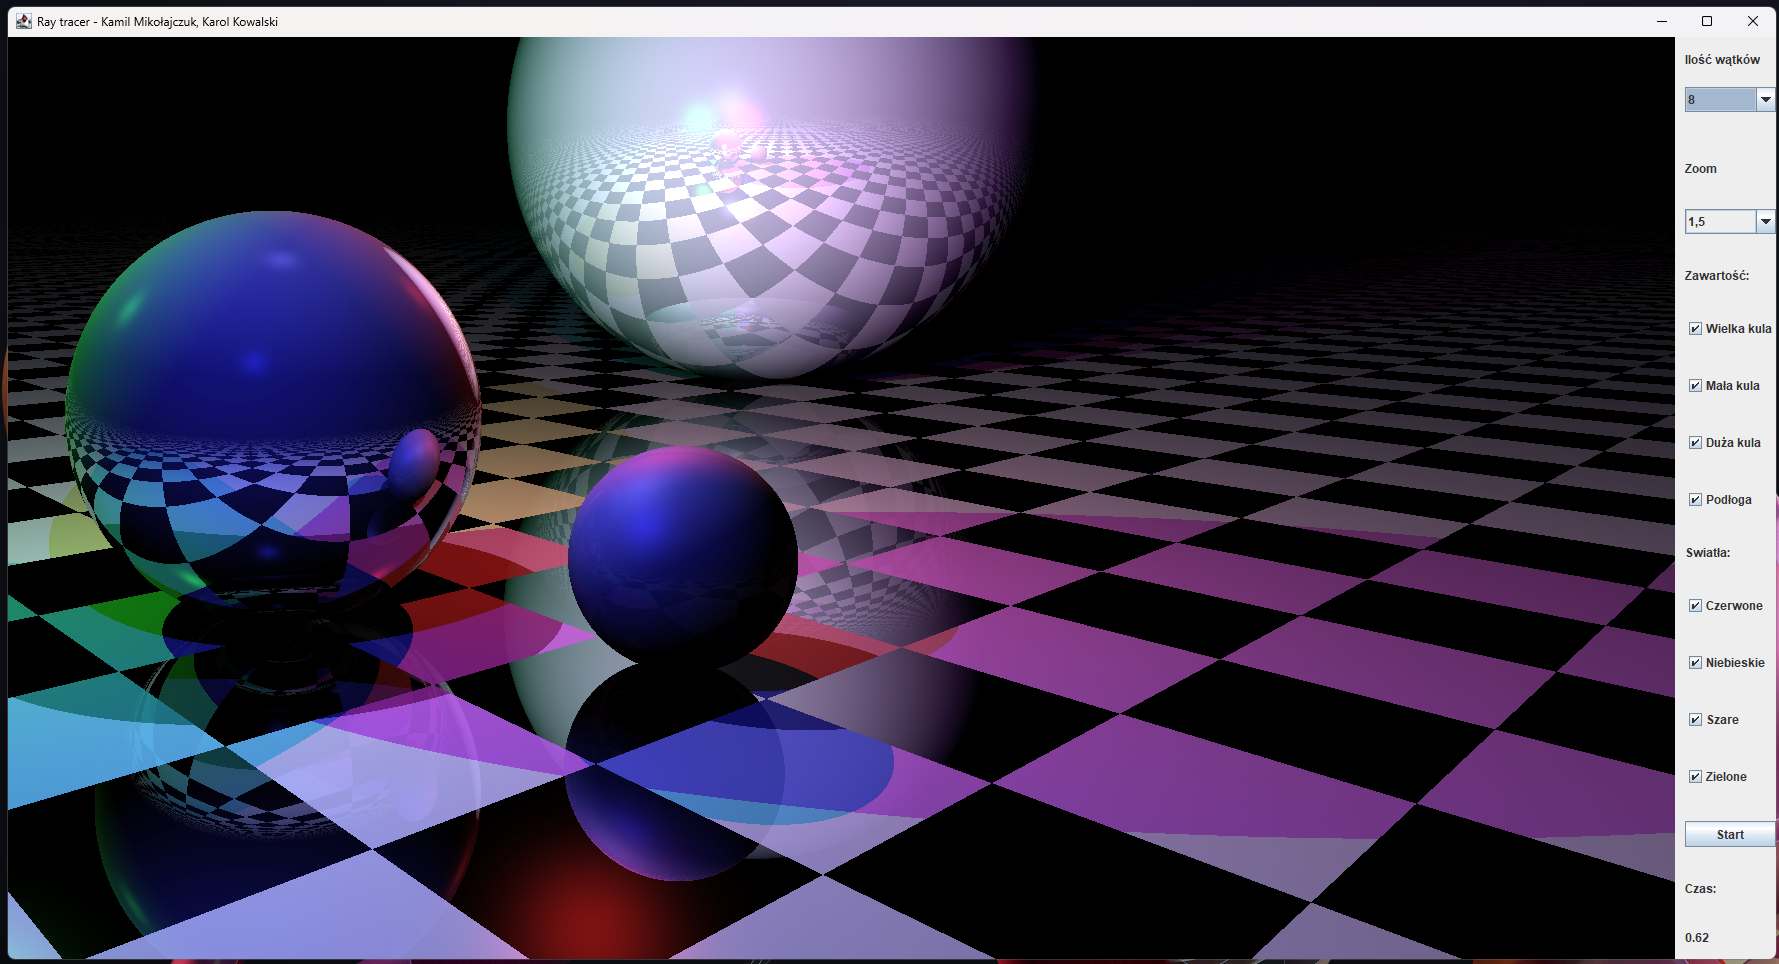 Ray tracer - Kamil Mikołajczuk, Karol Kowalski
Ilość wątków
8
Zoom
1,5
Zawartość:
Wielka kula
Mała kula
Duża kula
Podłoga
Swiatła:
Czerwone
Niebieskie
Szare
Zielone
Start
Czas:
0.62